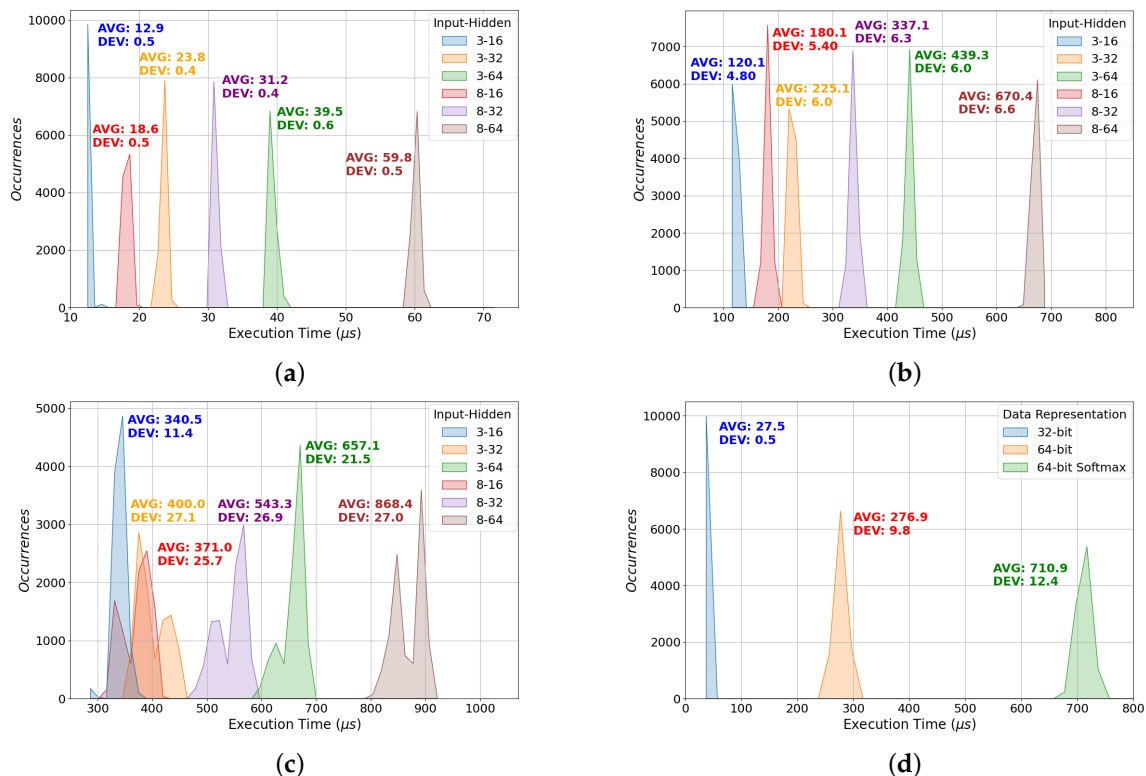 10000
8000
6000
4000
2000
0
Occurrences
10
20
30
40
50
60
70
Execution Time (μs)
AVG: 12.9
DEV: 0.5
AVG: 23.8
DEV: 0.4
AVG: 31.2
DEV: 0.4
AVG: 18.6
DEV: 0.5
AVG: 39.5
DEV: 0.6
AVG: 59.8
DEV: 0.5
Input-Hidden
3-16
3-32
3-64
8-16
8-32
8-64
(a)
7000
6000
5000
4000
3000
2000
1000
0
Occurrences
100
200
300
400
500
600
700
800
Execution Time (μs)
AVG: 120.1
DEV: 4.80
AVG: 180.1
DEV: 5.40
AVG: 225.1
DEV: 6.0
AVG: 337.1
DEV: 6.3
AVG: 439.3
DEV: 6.0
AVG: 670.4
DEV: 6.6
Input-Hidden
3-16
3-32
3-64
8-16
8-32
8-64
(b)
5000
4000
3000
2000
1000
0
Occurrences
300
400
500
600
700
800
900
1000
Execution Time (μs)
AVG: 340.5
DEV: 11.4
AVG: 400.0
DEV: 27.1
AVG: 371.0
DEV: 25.7
AVG: 543.3
DEV: 26.9
AVG: 657.1
DEV: 21.5
AVG: 868.4
DEV: 27.0
Input-Hidden
3-16
3-32
3-64
8-16
8-32
8-64
(c)
10000
8000
6000
4000
2000
0
Occurrences
0
100
200
300
400
500
600
700
800
Execution Time (μs)
AVG: 27.5
DEV: 0.5
AVG: 276.9
DEV: 9.8
AVG: 710.9
DEV: 12.4
Data Representation
32-bit
64-bit
64-bit Softmax
(d)